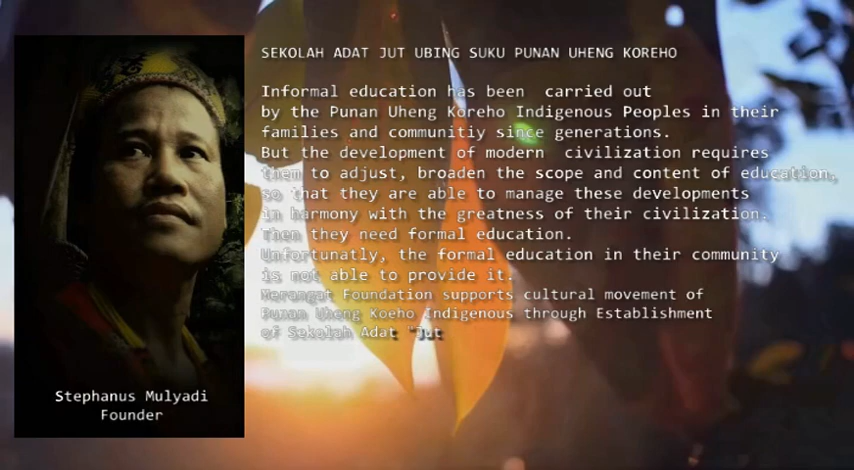 SEKOLAH ADAT JUT UBING SUKU PUNAN UHENG KOREHO
Informal education has been carried out
by the Punan Uheng Koreho Indigenous Peoples in their
families and communitiy since generations.
But the development of modern civilization requires
them to adjust, broaden the scope and content of education,
so that they are able to manage these developments
in harmony with the greatness of their civilization.
Then they need formal education.
Unfortunatly, the formal education in their community
is not able to provide it.
Merangat Foundation supports cultural movement of
Punan Uheng Koeho Indigenous through Establishment
of Sekolah Adat "Jut
Stephanus Mulyadi
Founder